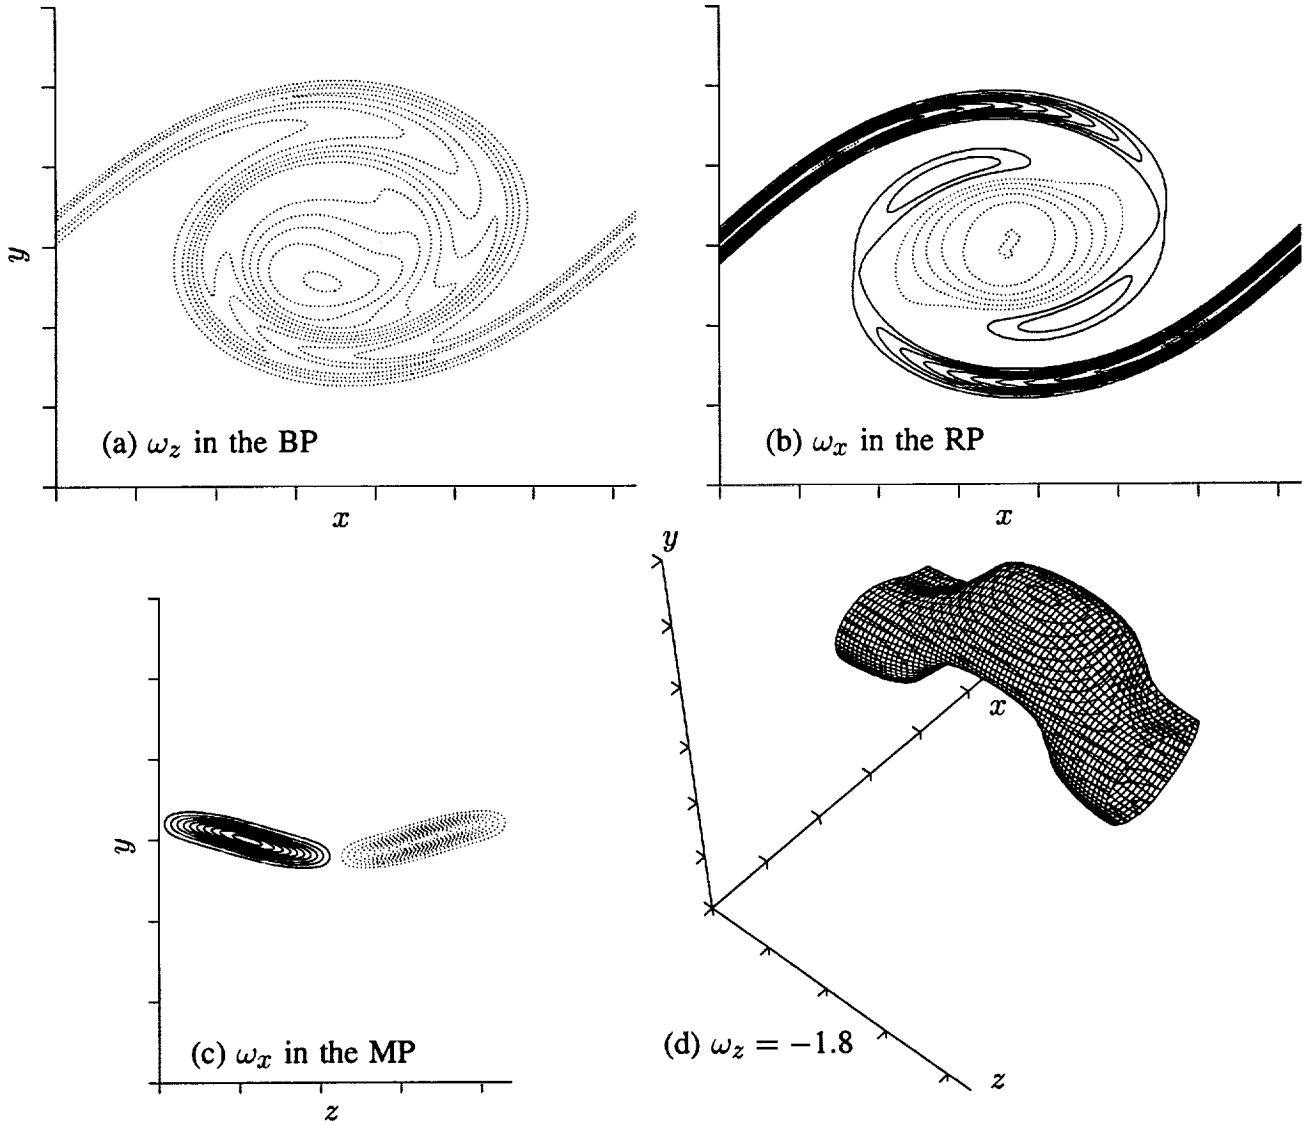 y
(a) ωz in the BP
x
(b) ωx in the RP
x
y
(c) ωx in the MP
z
y
x
(d) ωz = −1.8
z